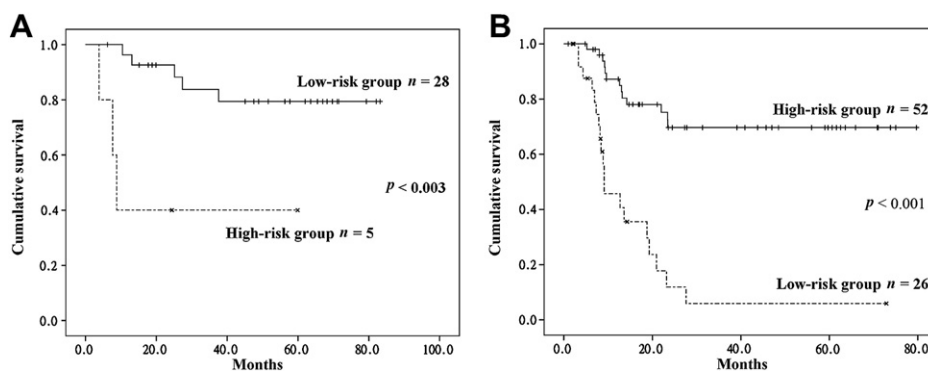 A
1.0
0.8
0.6
0.4
0.2
0.0
Cumulative survival
Low-risk group n = 28
p < 0.003
High-risk group n = 5
0.0 20.0 40.0 60.0 80.0 100.0
Months
B
1.0
0.8
0.6
0.4
0.2
0.0
Cumulative survival
High-risk group n = 52
p < 0.001
Low-risk group n = 26
0.0 20.0 40.0 60.0 80.0
Months